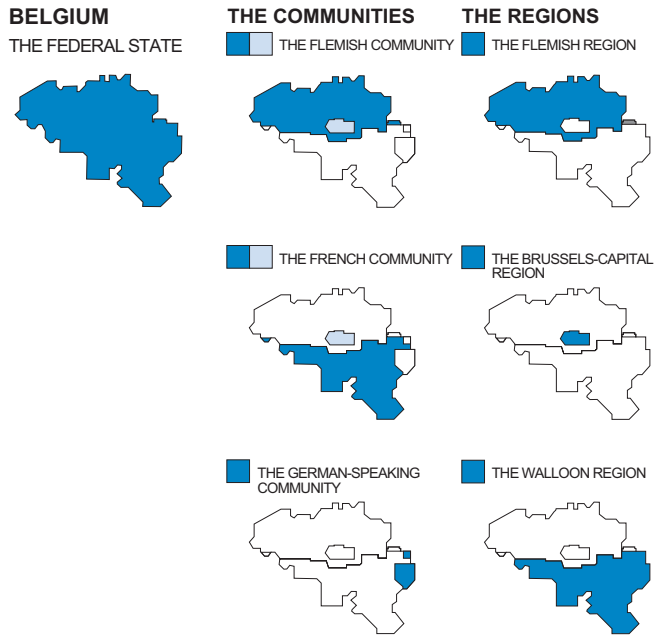 BELGIUM
THE FEDERAL STATE
THE COMMUNITIES
THE FLEMISH COMMUNITY
THE FRENCH COMMUNITY
THE GERMAN-SPEAKING
COMMUNITY
THE REGIONS
THE FLEMISH REGION
THE BRUSSELS-CAPITAL
REGION
THE WALLOON REGION